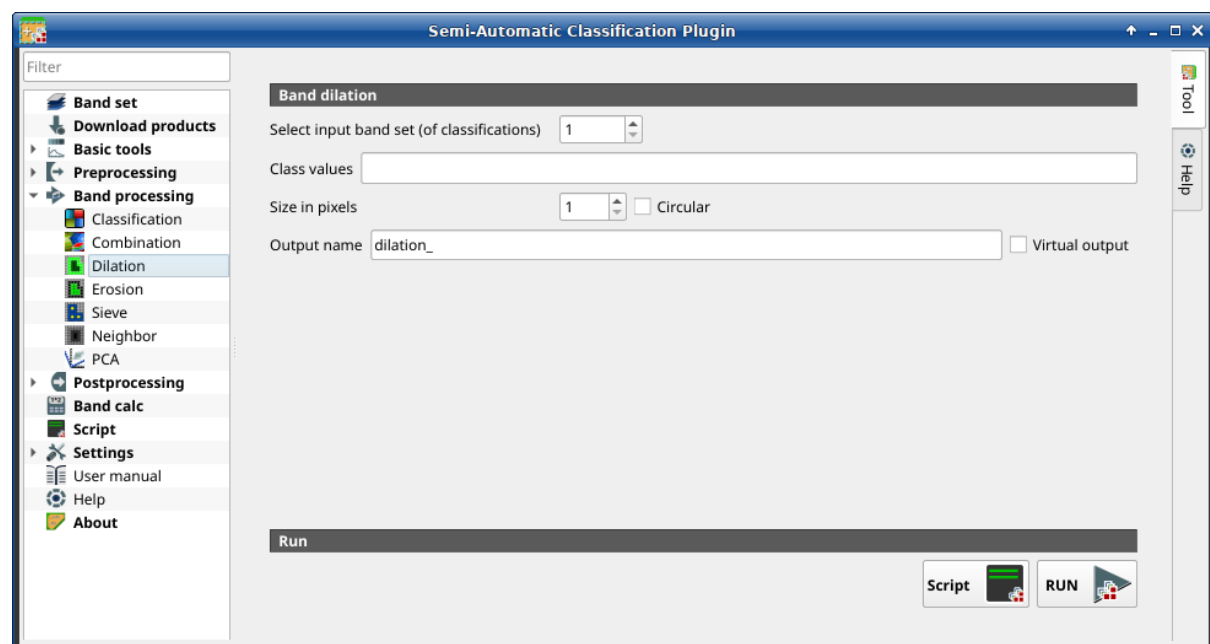 Semi-Automatic Classification Plugin
Filter
Band set
Download products
Basic tools
Preprocessing
Band processing
Classification
Combination
Dilation
Erosion
Sieve
Neighbor
PCA
Postprocessing
Band calc
Script
Settings
User manual
Help
About
Band dilation
Select input band set (of classifications) 1
Class values
Size in pixels 1 Circular
Output name dilation_ Virtual output
Run
Script RUN
Tool
Help